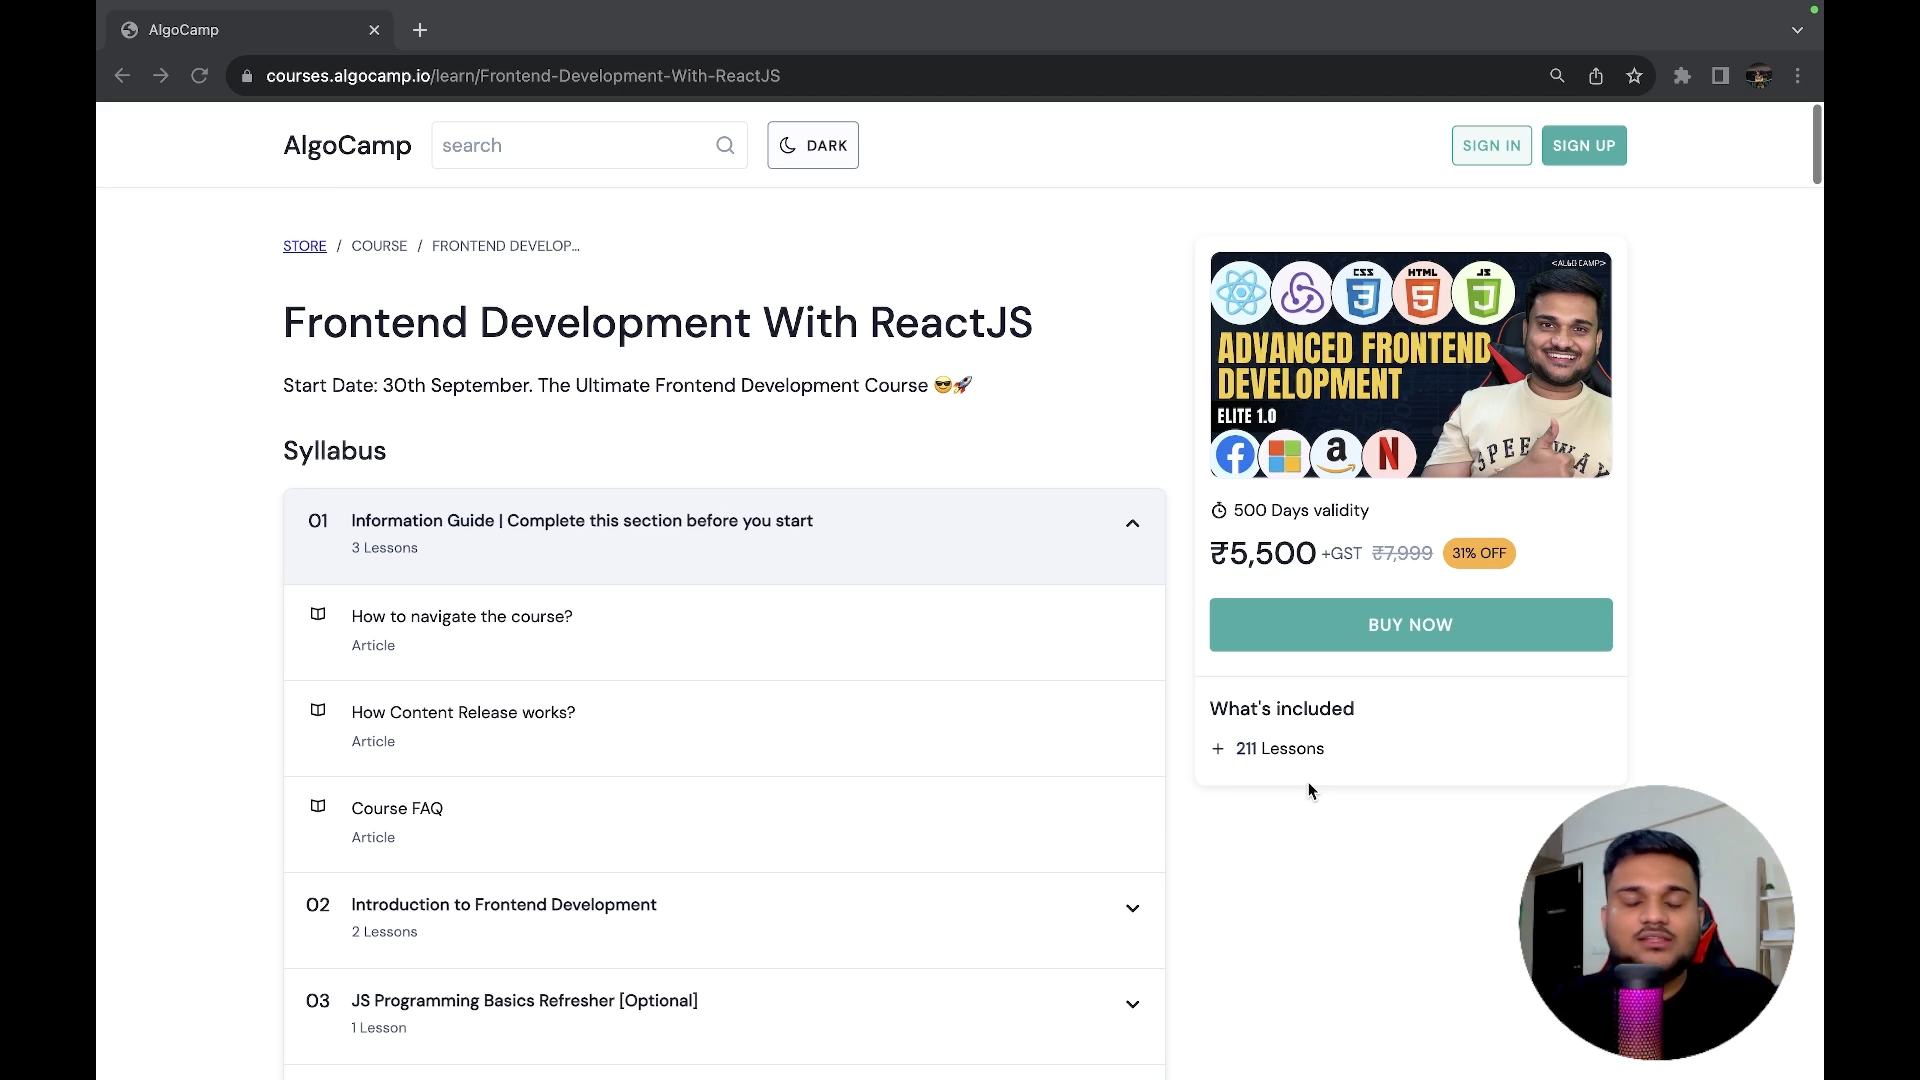 AlgoCamp
courses.algocamp.io/learn/Frontend-Development-With-ReactJS
AlgoCamp
search
DARK
SIGN IN
SIGN UP
STORE / COURSE / FRONTEND DEVELOP...
Frontend Development With ReactJS
Start Date: 30th September. The Ultimate Frontend Development Course 😎🚀
Syllabus
01 Information Guide | Complete this section before you start
3 Lessons
How to navigate the course?
Article
How Content Release works?
Article
Course FAQ
Article
02 Introduction to Frontend Development
2 Lessons
03 JS Programming Basics Refresher [Optional]
1 Lesson
<ALGO CAMP>
CSS
3
HTML
5
JS
J
ADVANCED FRONTEND
DEVELOPMENT
ELITE 1.0
f
a
N
SPEEDWAY
500 Days validity
₹5,500 +GST ₹7,999 31% OFF
BUY NOW
What's included
+ 211 Lessons